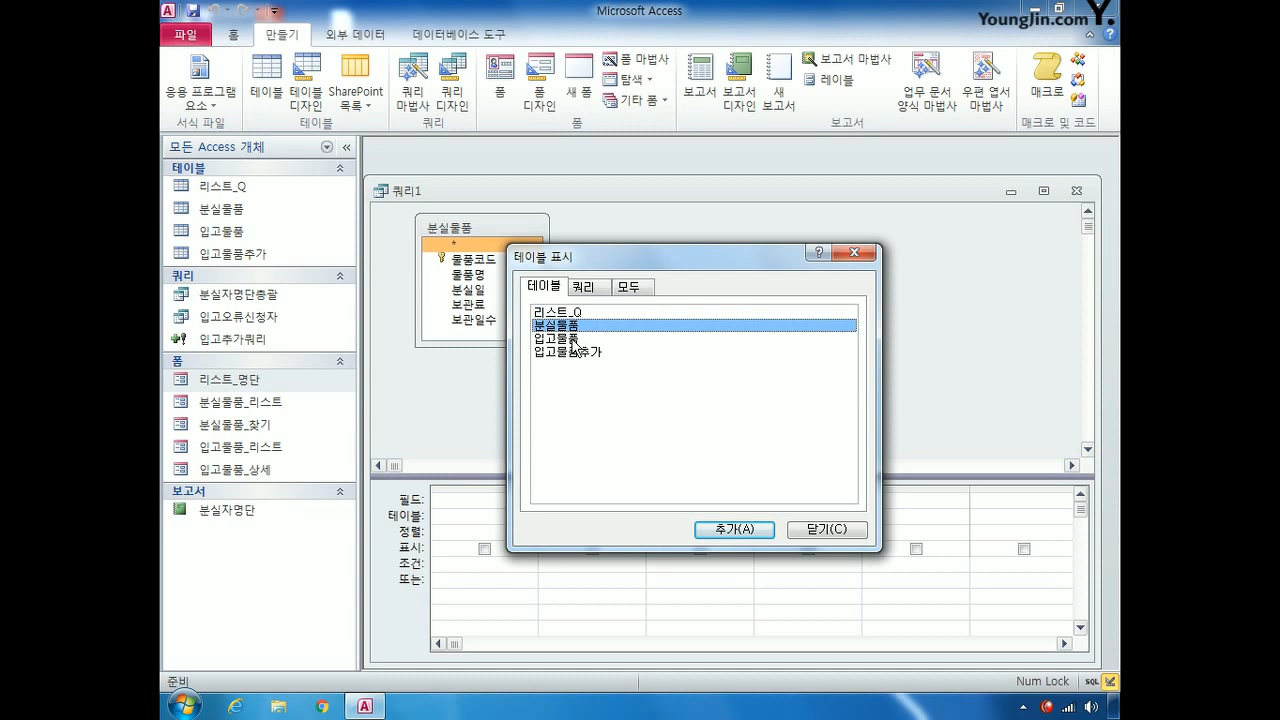 Microsoft Access
YoungJin.com Y.
파일 홈 만들기 외부 데이터 데이터베이스 도구
응용 프로그램 요소
테이블
테이블 디자인
SharePoint 목록
쿼리 마법사
쿼리 디자인
폼
폼 디자인
새 폼
폼 마법사
탐색
기타 폼
보고서
보고서 디자인
새 보고서
보고서 마법사
레이블
업무 문서 양식 마법사
우편 엽서 마법사
매크로
서식 파일 테이블 쿼리 폼 보고서 매크로 및 코드
모든 Access 개체
테이블
리스트_Q
분실물품
입고물품
입고물품추가
쿼리
분실자명단총괄
입고오류신청자
입고추가쿼리
폼
리스트_명단
분실물품_리스트
분실물품_찾기
입고물품_리스트
입고물품_상세
보고서
분실자명단
쿼리1
분실물품
*
물품코드
물품명
분실일
보관료
보관일수
테이블 표시
테이블 쿼리 모두
리스트_Q
분실물품
입고물품
입고물품추가
추가(A) 닫기(C)
필드:
테이블:
정렬:
표시:
조건:
또는:
준비
Num Lock
SQL